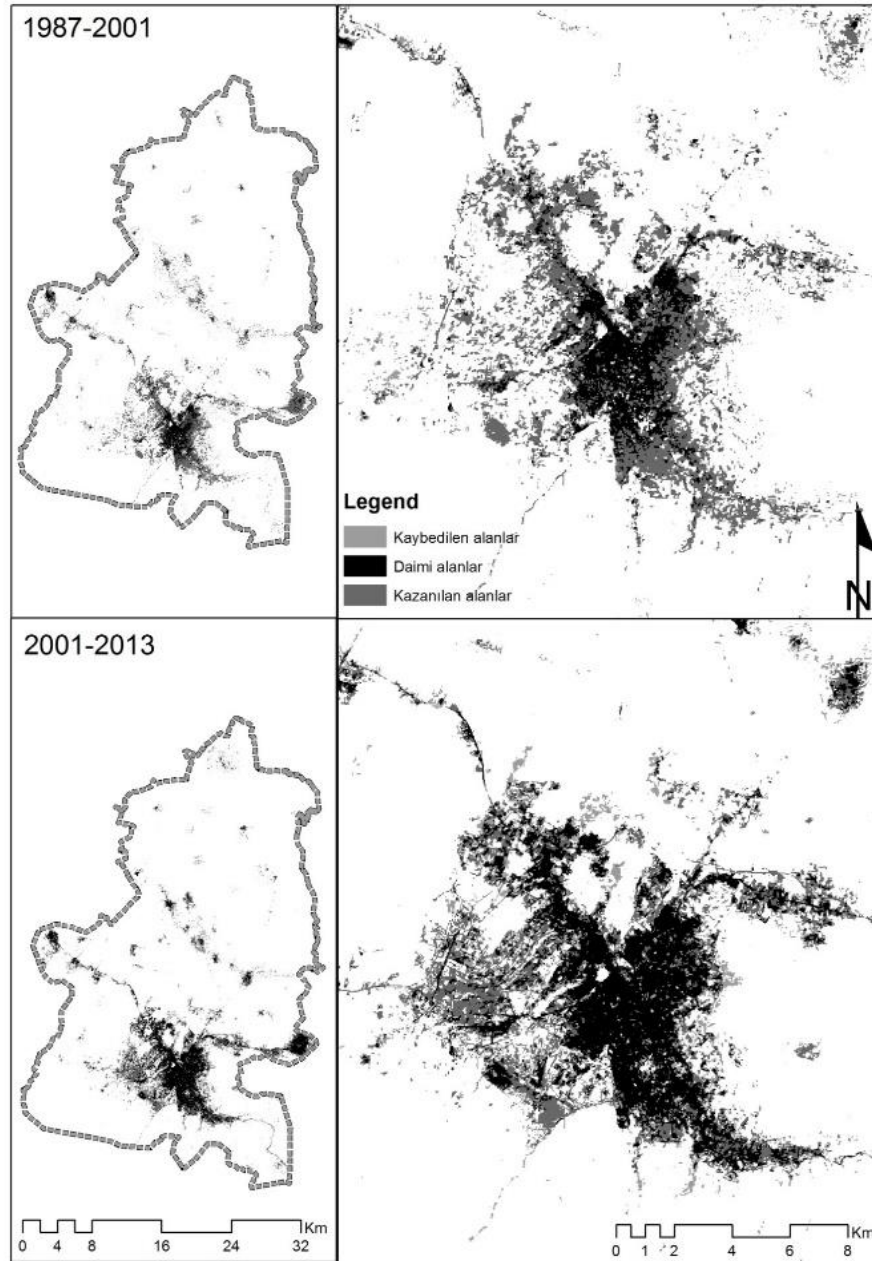 1987-2001
Legend
Kaybedilen alanlar
Daimi alanlar
Kazanılan alanlar
N
2001-2013
0 4 8 16 24 32 Km
0 1 2 4 6 8 Km